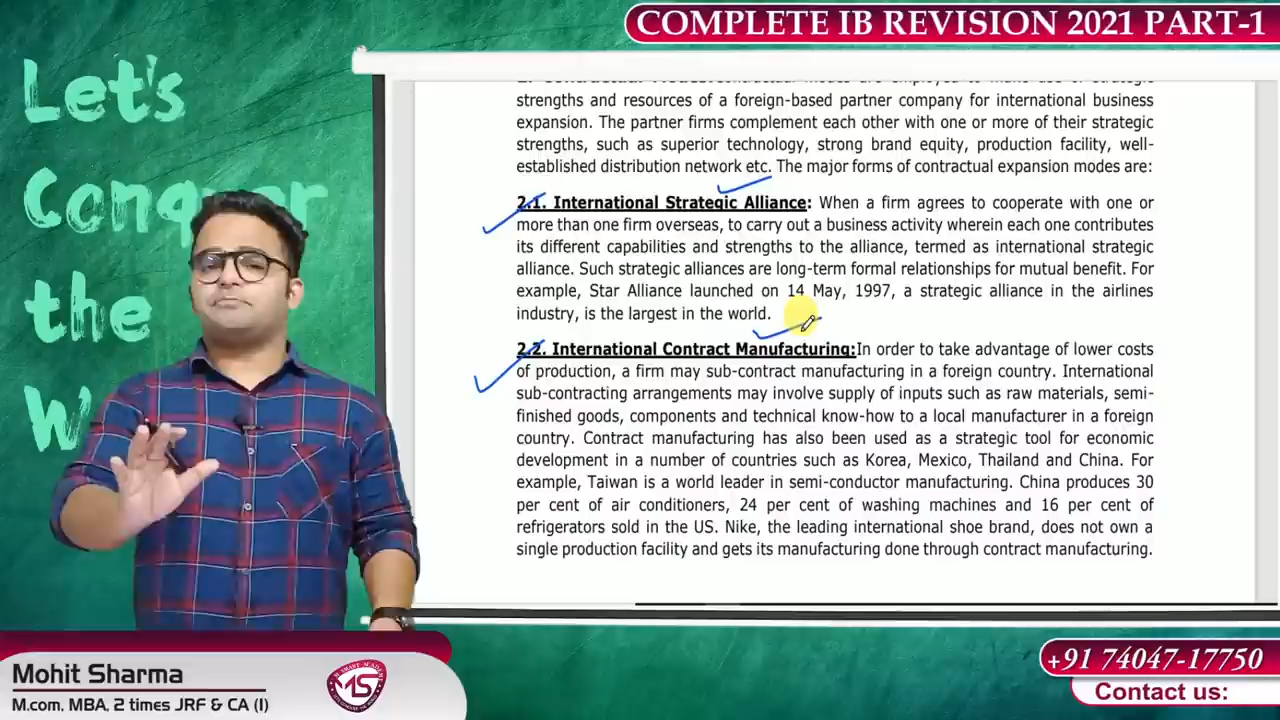 COMPLETE IB REVISION 2021 PART-1
Let's
Conquer
the
W
strengths and resources of a foreign-based partner company for international business
expansion. The partner firms complement each other with one or more of their strategic
strengths, such as superior technology, strong brand equity, production facility, well-
established distribution network etc. The major forms of contractual expansion modes are:
2.1. International Strategic Alliance: When a firm agrees to cooperate with one or
more than one firm overseas, to carry out a business activity wherein each one contributes
its different capabilities and strengths to the alliance, termed as international strategic
alliance. Such strategic alliances are long-term formal relationships for mutual benefit. For
example, Star Alliance launched on 14 May, 1997, a strategic alliance in the airlines
industry, is the largest in the world.
2.2. International Contract Manufacturing:In order to take advantage of lower costs
of production, a firm may sub-contract manufacturing in a foreign country. International
sub-contracting arrangements may involve supply of inputs such as raw materials, semi-
finished goods, components and technical know-how to a local manufacturer in a foreign
country. Contract manufacturing has also been used as a strategic tool for economic
development in a number of countries such as Korea, Mexico, Thailand and China. For
example, Taiwan is a world leader in semi-conductor manufacturing. China produces 30
per cent of air conditioners, 24 per cent of washing machines and 16 per cent of
refrigerators sold in the US. Nike, the leading international shoe brand, does not own a
single production facility and gets its manufacturing done through contract manufacturing.
Mohit Sharma
M.com, MBA, 2 times JRF & CA (I)
MS
+91 74047-17750
Contact us: